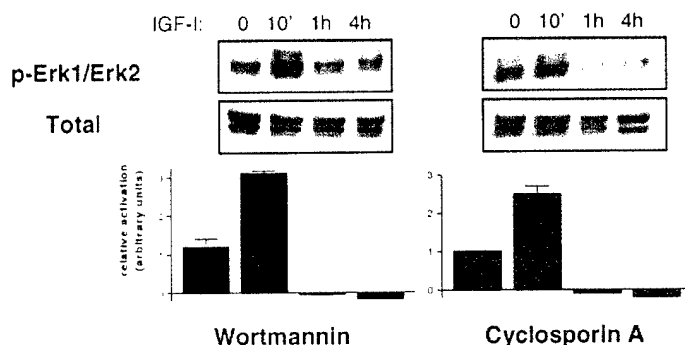 IGF-I: 0 10' 1h 4h 0 10' 1h 4h
p-Erk1/Erk2
Total
relative activation
(arbitrary units)
3
2
1
0
Wortmannin
Cyclosporin A